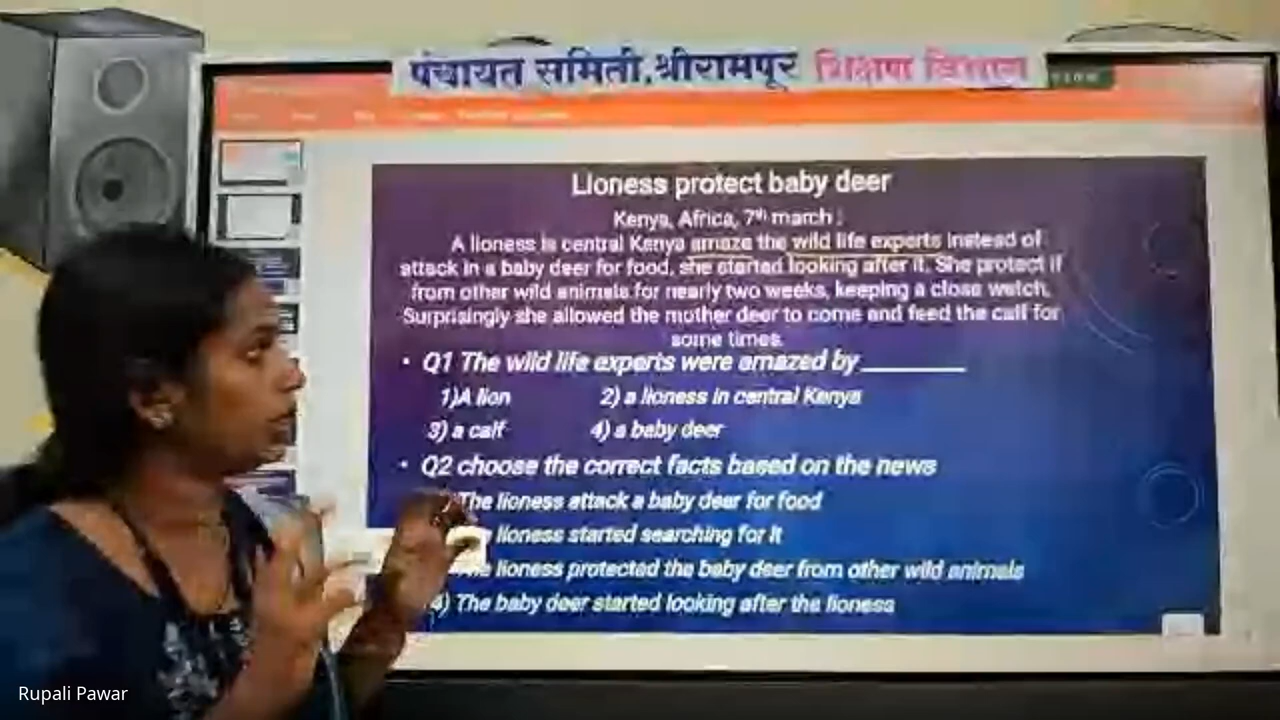 पंचायत समिती,श्रीरामपूर शिक्षण विभाग
Lioness protect baby deer
Kenya, Africa, 7th march :
A lioness is central Kenya amaze the wild life experts instead of
attack in a baby deer for food, she started looking after it. She protect it
from other wild animals for nearly two weeks, keeping a close watch.
Surprisingly she allowed the mother deer to come and feed the calf for
some times.
• Q1 The wild life experts were amazed by ________
1)A lion 2) a lioness in central Kenya
3) a calf 4) a baby deer
• Q2 choose the correct facts based on the news
The lioness attack a baby deer for food
lioness started searching for it
lioness protected the baby deer from other wild animals
4) The baby deer started looking after the lioness
Rupali Pawar